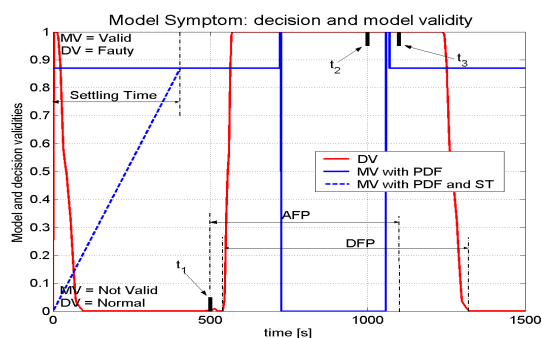 Model Symptom: decision and model validity
1
0.9
0.8
0.7
0.6
0.5
0.4
0.3
0.2
0.1
0
Model and decision validities
MV = Valid
DV = Fauty
Settling Time
t2
t3
DV
MV with PDF
MV with PDF and ST
AFP
DFP
t1
MV = Not Valid
DV = Normal
0
500
1000
1500
time [s]